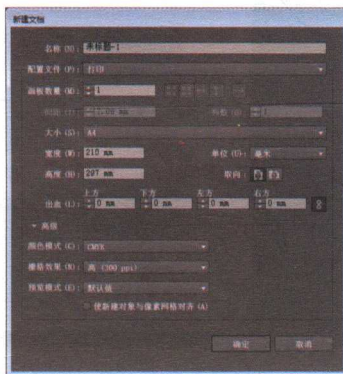 新建文档
名称 (N): 未标题-1
配置文件 (P): 打印
画板数量 (M): 1
大小 (S): A4
宽度 (W): 210 mm 单位 (U): 毫米
高度 (H): 297 mm 取向:
上方 下方 左方 右方
出血 (L): 0 mm 0 mm 0 mm 0 mm
高级
颜色模式 (C): CMYK
栅格效果 (R): 高 (300 ppi)
预览模式 (E): 默认值
使新建对象与像素网格对齐 (A)
确定 取消